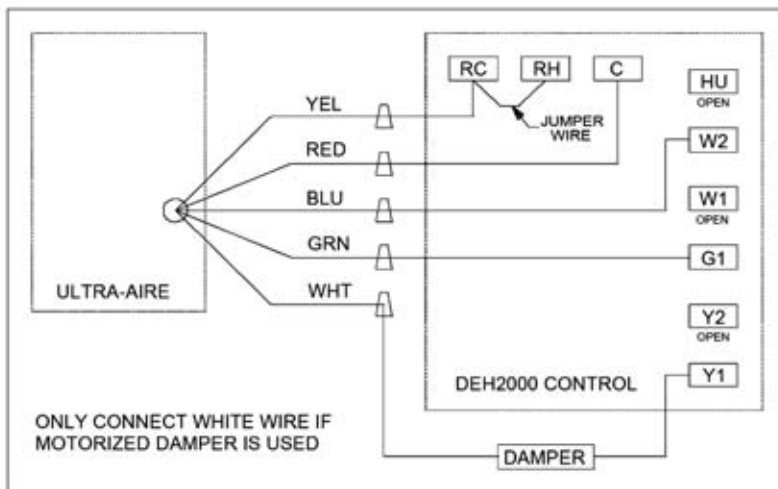 RC RH C
HU
OPEN
YEL
JUMPER
WIRE
W2
RED
BLU
W1
OPEN
GRN
G1
ULTRA-AIRE
WHT
Y2
OPEN
Y1
DEH2000 CONTROL
ONLY CONNECT WHITE WIRE IF
MOTORIZED DAMPER IS USED
DAMPER